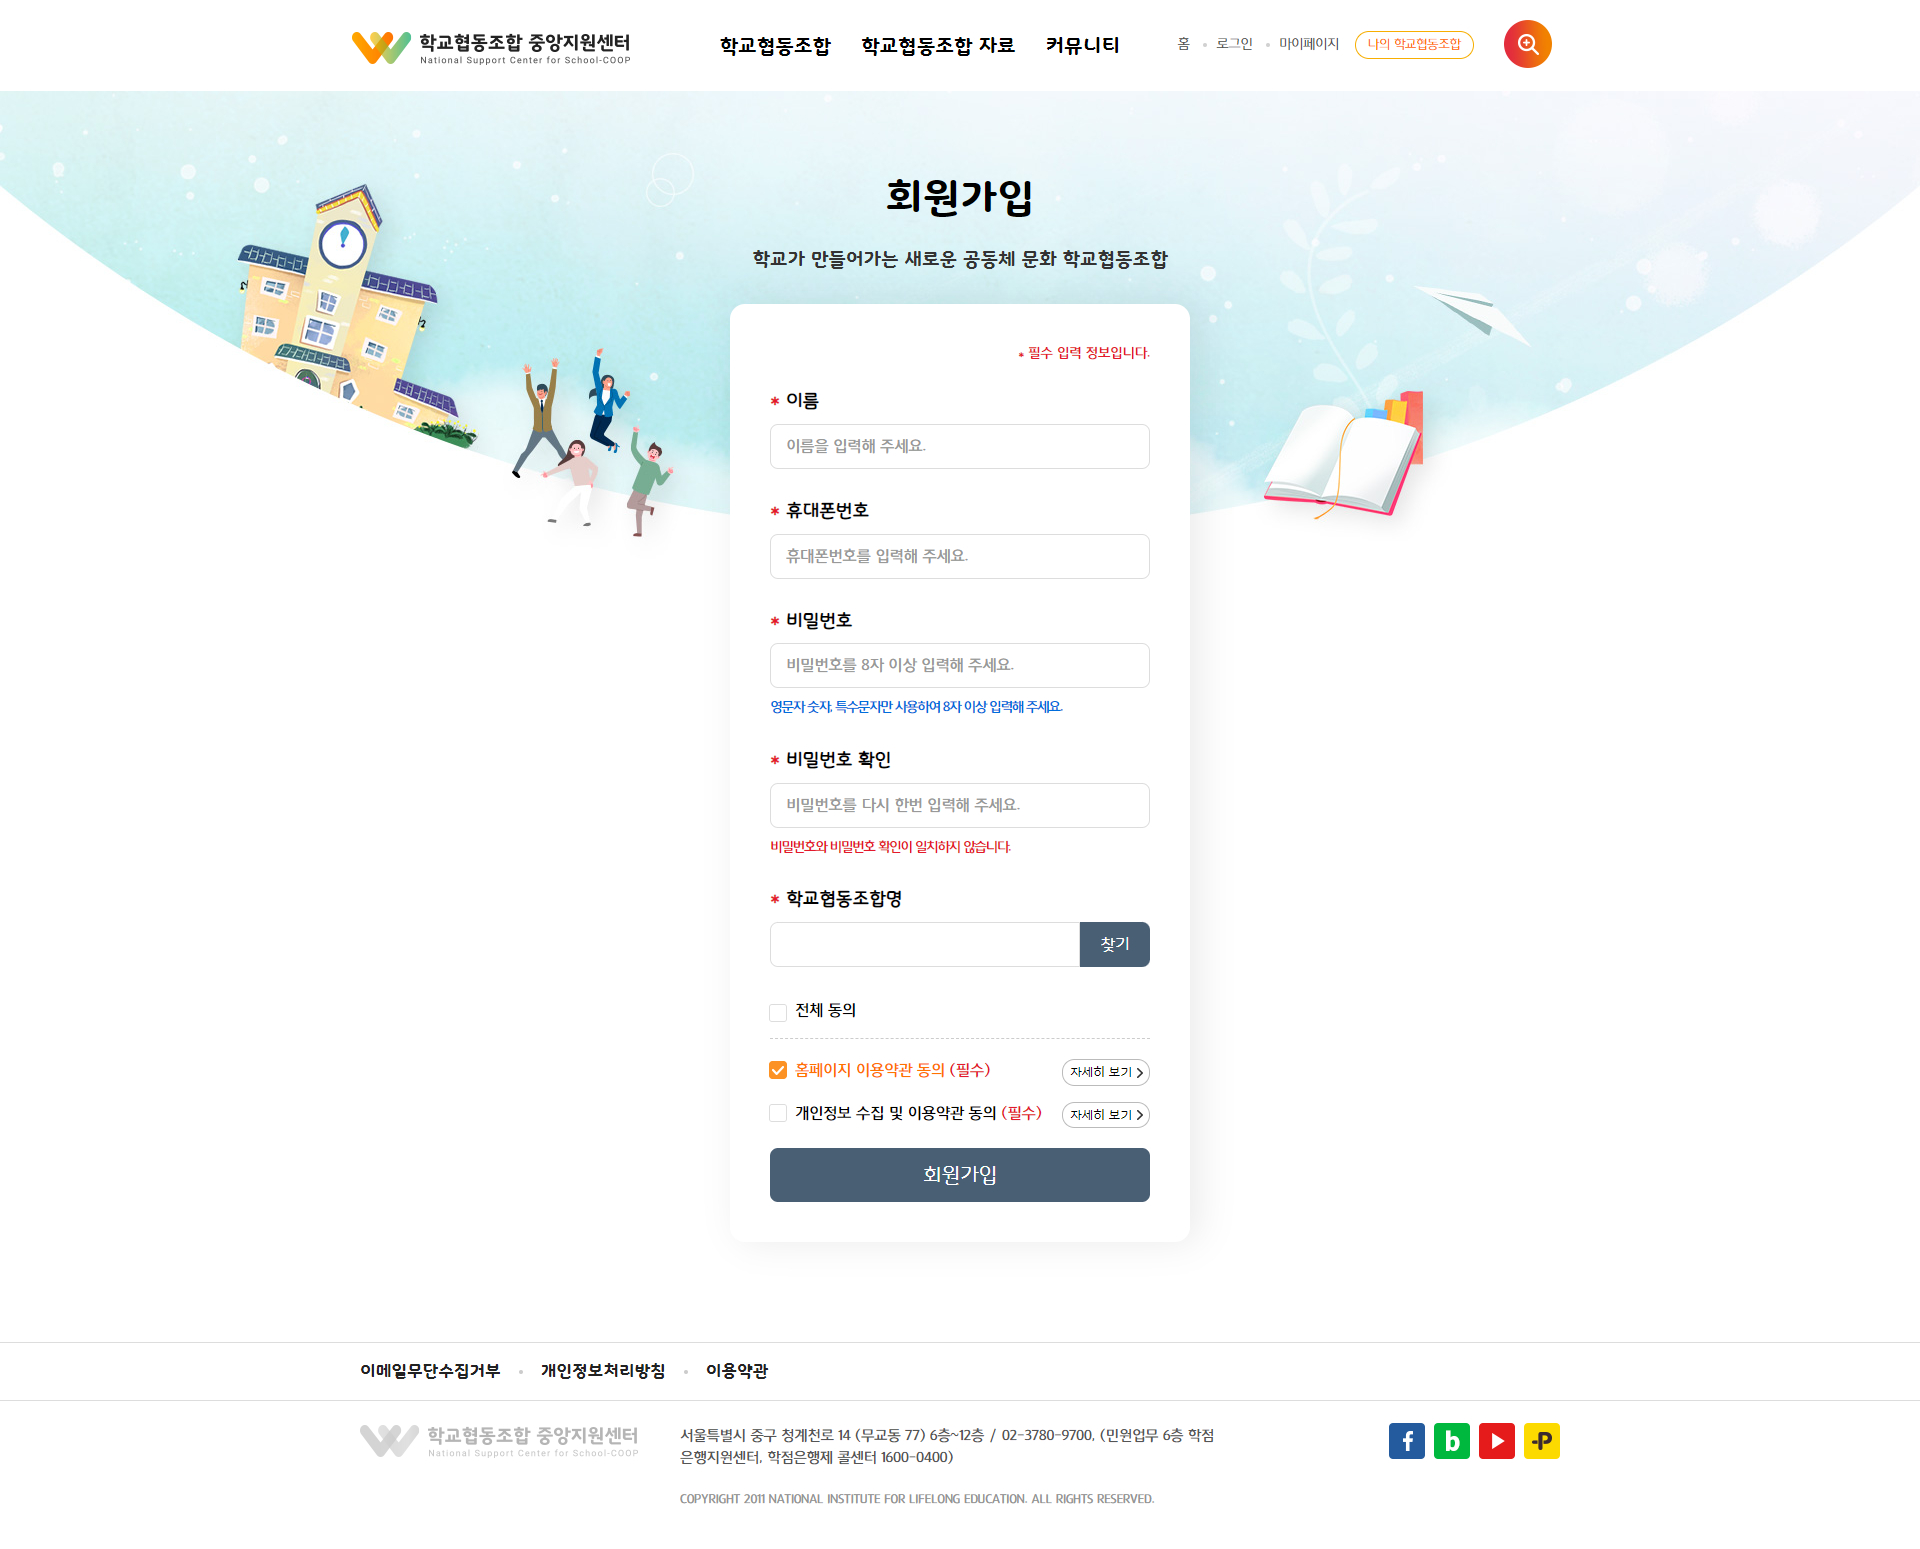 학교협동조합 중앙지원센터
National Support Center for School-COOP
학교협동조합
학교협동조합 자료
커뮤니티
홈
로그인
마이페이지
나의 학교협동조합
회원가입
학교가 만들어가는 새로운 공동체 문화 학교협동조합
* 필수 입력 정보입니다.
* 이름
이름을 입력해 주세요.
* 휴대폰번호
휴대폰번호를 입력해 주세요.
* 비밀번호
비밀번호를 8자 이상 입력해 주세요.
영문자 숫자, 특수문자만 사용하여 8자 이상 입력해 주세요.
* 비밀번호 확인
비밀번호를 다시 한번 입력해 주세요.
비밀번호와 비밀번호 확인이 일치하지 않습니다.
* 학교협동조합명
찾기
전체 동의
홈페이지 이용약관 동의 (필수)
자세히 보기
개인정보 수집 및 이용약관 동의 (필수)
자세히 보기
회원가입
이메일무단수집거부
개인정보처리방침
이용약관
학교협동조합 중앙지원센터
National Support Center for School-COOP
서울특별시 중구 청계천로 14 (무교동 77) 6층~12층 / 02-3780-9700, (민원업무 6층 학점
은행지원센터, 학점은행제 콜센터 1600-0400)
COPYRIGHT 2011 NATIONAL INSTITUTE FOR LIFELONG EDUCATION. ALL RIGHTS RESERVED.